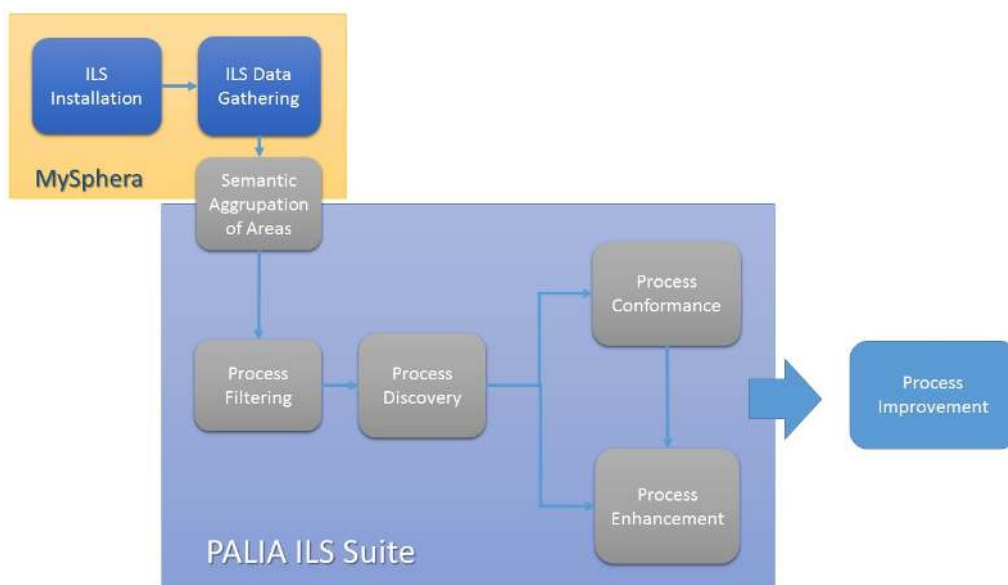 ILS
Installation
ILS Data
Gathering
MySphera
Semantic
Aggrupation
of Areas
Process
Conformance
Process
Filtering
Process
Discovery
Process
Improvement
Process
Enhancement
PALIA ILS Suite